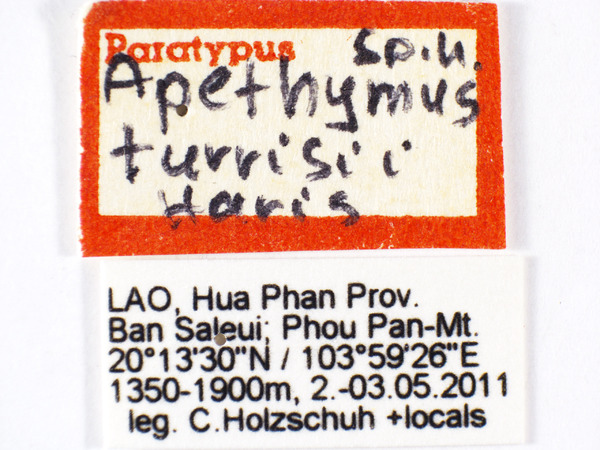 Paratypus sp.n.
Apethymus
turrisii
Haris
LAO, Hua Phan Prov.
Ban Saleui; Phou Pan-Mt.
20°13'30"N / 103°59'26"E
1350-1900m, 2.-03.05.2011
leg. C.Holzschuh +locals